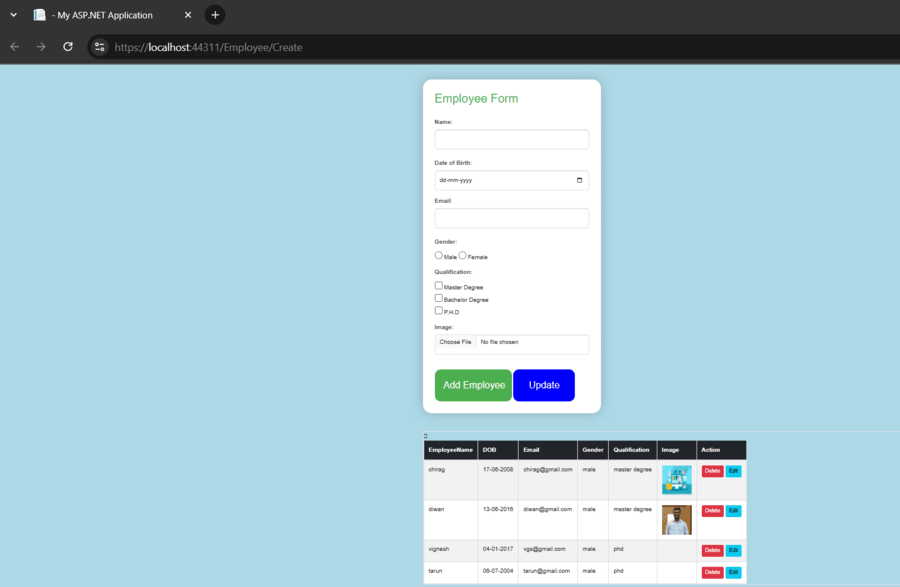 - My ASP.NET Application
https://localhost:44311/Employee/Create
Employee Form
Name:
Date of Birth:
dd-mm-yyyy
Email:
Gender:
Male Female
Qualification:
Master Degree
Bachelor Degree
P.H.D
Image:
Choose File No file chosen
Add Employee Update
EmployeeName DOB Email Gender Qualification Image Action
chirag 17-06-2008 chirag@gmail.com male master degree Delete Edit
diwan 13-06-2016 diwan@gmail.com male master degree Delete Edit
vignesh 04-01-2017 vgs@gmail.com male phd Delete Edit
tarun 06-07-2004 tarun@gmail.com male phd Delete Edit